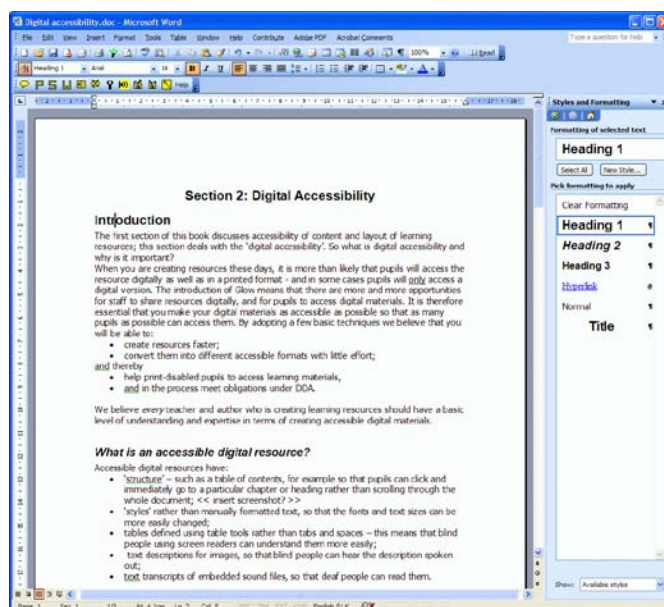 Digital accessibility.doc - Microsoft Word
File Edit View Insert Format Tools Table Window Help Contribute Adobe PDF Acrobat Comments
Type a question for help
100% Read
Heading 1 Arial 16 B I U
Help
Styles and Formatting
Formatting of selected text
Heading 1
Select All New Style...
Pick formatting to apply
Clear Formatting
Heading 1
Heading 2
Heading 3
Hyperlink
Normal
Title
Show: Available styles
Section 2: Digital Accessibility
Introduction
The first section of this book discusses accessibility of content and layout of learning
resources; this section deals with the 'digital accessibility'. So what is digital accessibility and
why is it important?
When you are creating resources these days, it is more than likely that pupils will access the
resource digitally as well as in a printed format - and in some cases pupils will only access a
digital version. The introduction of Glow means that there are more and more opportunities
for staff to share resources digitally, and for pupils to access digital materials. It is therefore
essential that you make your digital materials as accessible as possible so that as many
pupils as possible can access them. By adopting a few basic techniques we believe that you
will be able to:
• create resources faster;
• convert them into different accessible formats with little effort;
and thereby
• help print-disabled pupils to access learning materials,
• and in the process meet obligations under DDA.
We believe every teacher and author who is creating learning resources should have a basic
level of understanding and expertise in terms of creating accessible digital materials.
What is an accessible digital resource?
Accessible digital resources have:
• 'structure' – such as a table of contents, for example so that pupils can click and
immediately go to a particular chapter or heading rather than scrolling through the
whole document; << insert screenshot? >>
• 'styles' rather than manually formatted text, so that the fonts and text sizes can be
more easily changed;
• tables defined using table tools rather than tabs and spaces – this means that blind
people using screen readers can understand them more easily;
• text descriptions for images, so that blind people can hear the description spoken
out;
• text transcripts of embedded sound files, so that deaf people can read them.
Page 1 Sec 1 English (U.K.